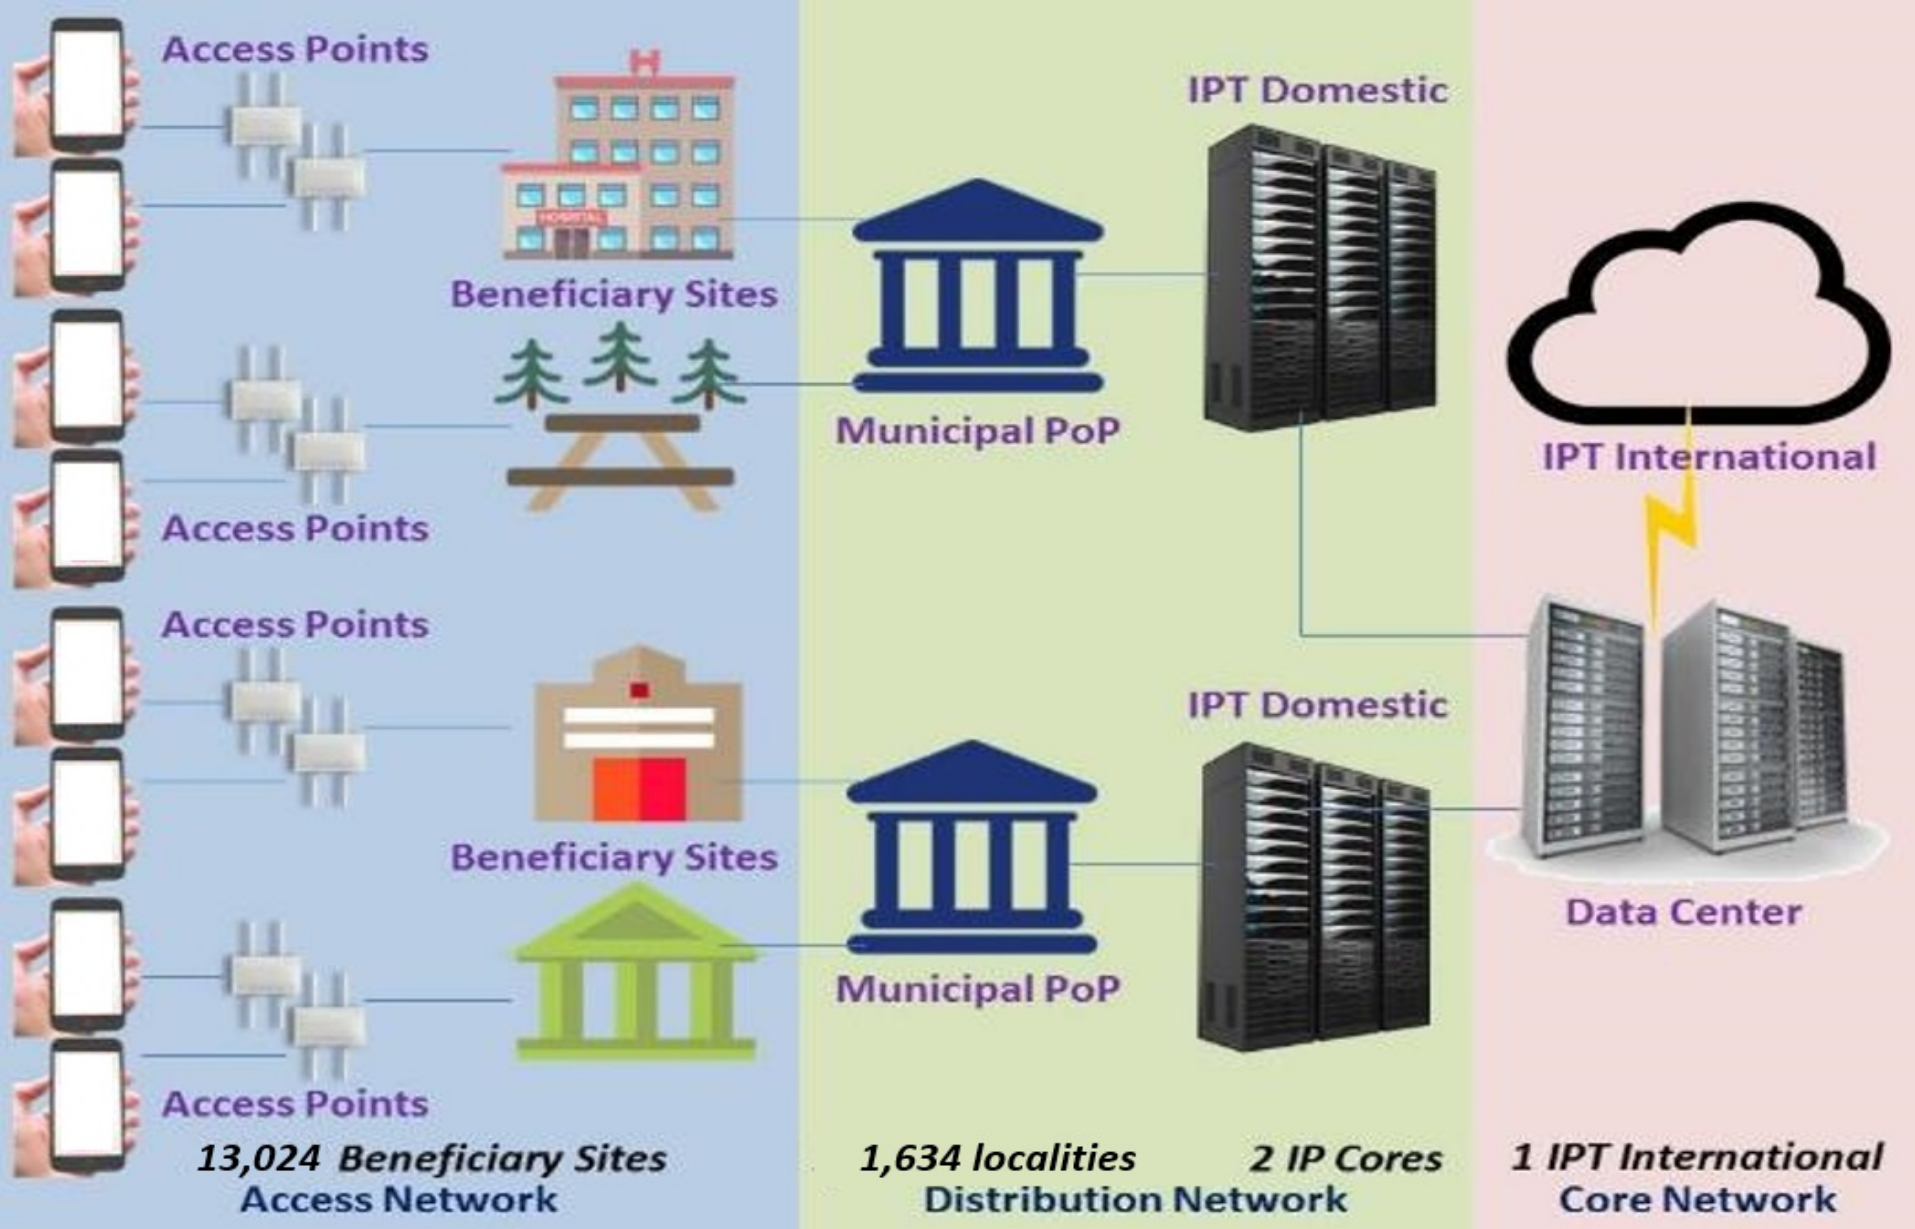 Access Points
IPT Domestic
HOSPITAL
Beneficiary Sites
Municipal PoP
IPT International
Access Points
Access Points
IPT Domestic
Beneficiary Sites
Data Center
Municipal PoP
Access Points
13,024 Beneficiary Sites
Access Network
1,634 localities
2 IP Cores
Distribution Network
1 IPT International
Core Network